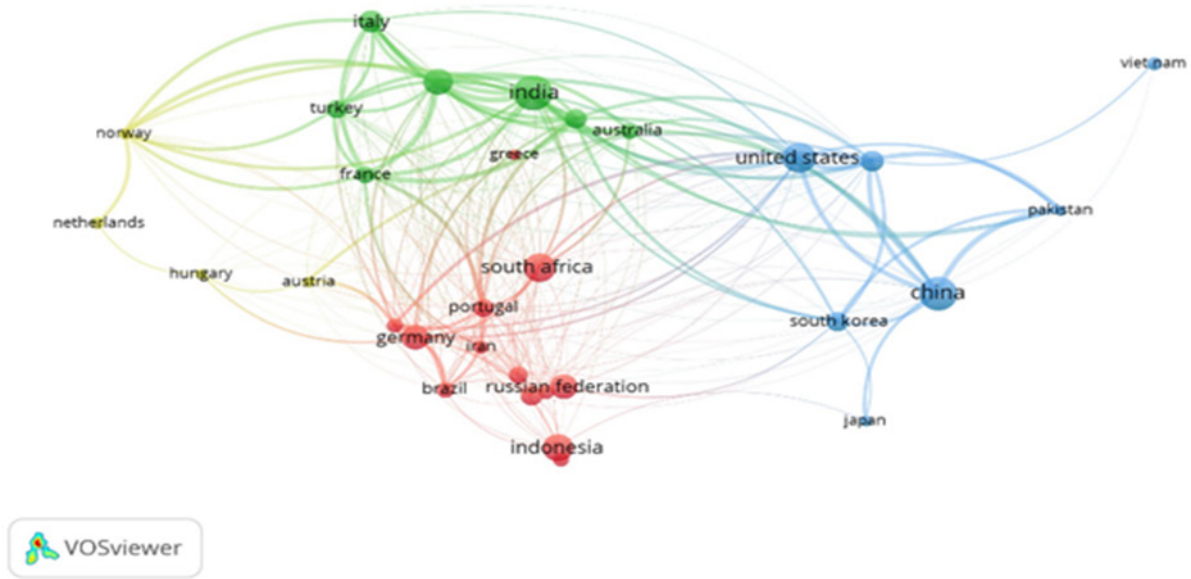 italy
viet nam
india
turkey
australia
norway
greece
united states
france
pakistan
netherlands
south africa
hungary
austria
china
portugal
south korea
germany
iran
brazil
russian federation
japan
indonesia
VOSviewer